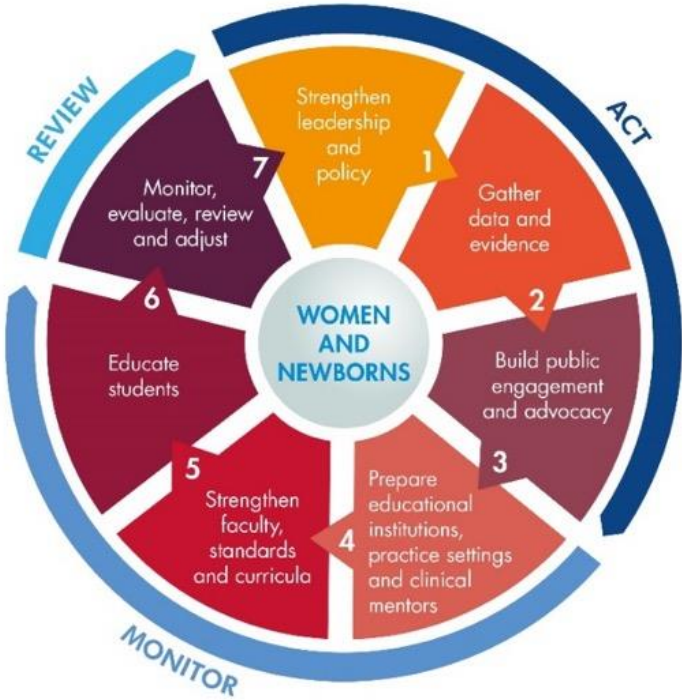 ACT
Strengthen
leadership
and
policy
1
Gather
data and
evidence
2
Build public
engagement
and advocacy
3
Prepare
educational
institutions,
practice settings
and clinical
mentors
4
Strengthen
faculty,
standards
and curricula
5
Educate
students
6
Monitor,
evaluate, review
and adjust
7
WOMEN
AND
NEWBORNS
MONITOR
REVIEW